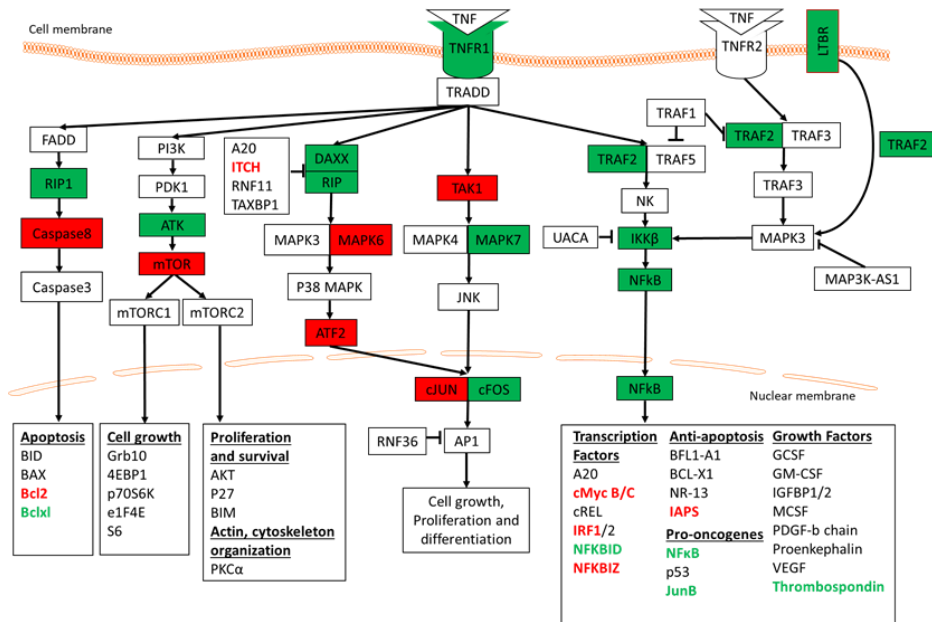 TNF
TNF
Cell membrane
TNFR1
TNFR2
LTBR
TRADD
TRAF1
FADD
PI3K
A20
ITCH
RNF11
TAXBP1
DAXX
RIP
TRAF2
TRAF5
TRAF2
TRAF3
TRAF2
RIP1
PDK1
TAK1
NK
TRAF3
Caspase8
ATK
MAPK3
MAPK6
MAPK4
MAPK7
UACA
IKKβ
MAPK3
mTOR
Caspase3
P38 MAPK
JNK
NFkB
MAP3K-AS1
mTORC1
mTORC2
ATF2
cJUN
cFOS
NFkB
Nuclear membrane
RNF36
AP1
Cell growth,
Proliferation and
differentiation
Apoptosis
BID
BAX
Bcl2
Bclxl
Cell growth
Grb10
4EBP1
p70S6K
e1F4E
S6
Proliferation
and survival
AKT
P27
BIM
Actin, cytoskeleton
organization
PKCα
Transcription
Factors
A20
cMyc B/C
cREL
IRF1/2
NFKBID
NFKBIZ
Anti-apoptosis
BFL1-A1
BCL-X1
NR-13
IAPS
Pro-oncogenes
NFκB
p53
JunB
Growth Factors
GCSF
GM-CSF
IGFBP1/2
MCSF
PDGF-b chain
Proenkephalin
VEGF
Thrombospondin